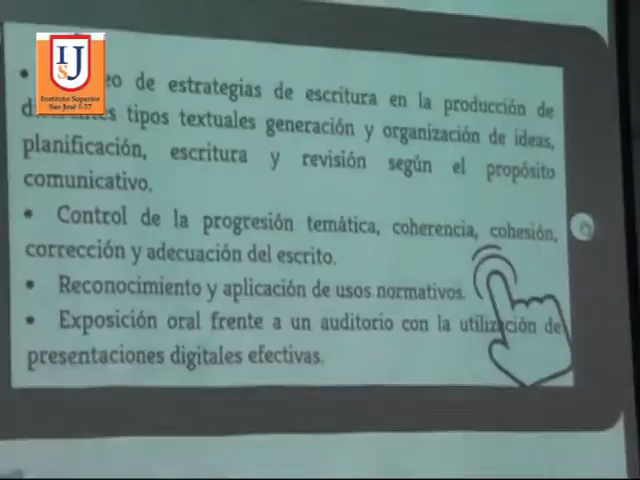 ISJ
Instituto Superior
San José I-27
de estrategias de escritura en la producción de
tipos textuales generación y organización de ideas,
planificación, escritura y revisión según el propósito
comunicativo.
• Control de la progresión temática, coherencia, cohesión,
corrección y adecuación del escrito.
• Reconocimiento y aplicación de usos normativos.
• Exposición oral frente a un auditorio con la utilización de
presentaciones digitales efectivas.